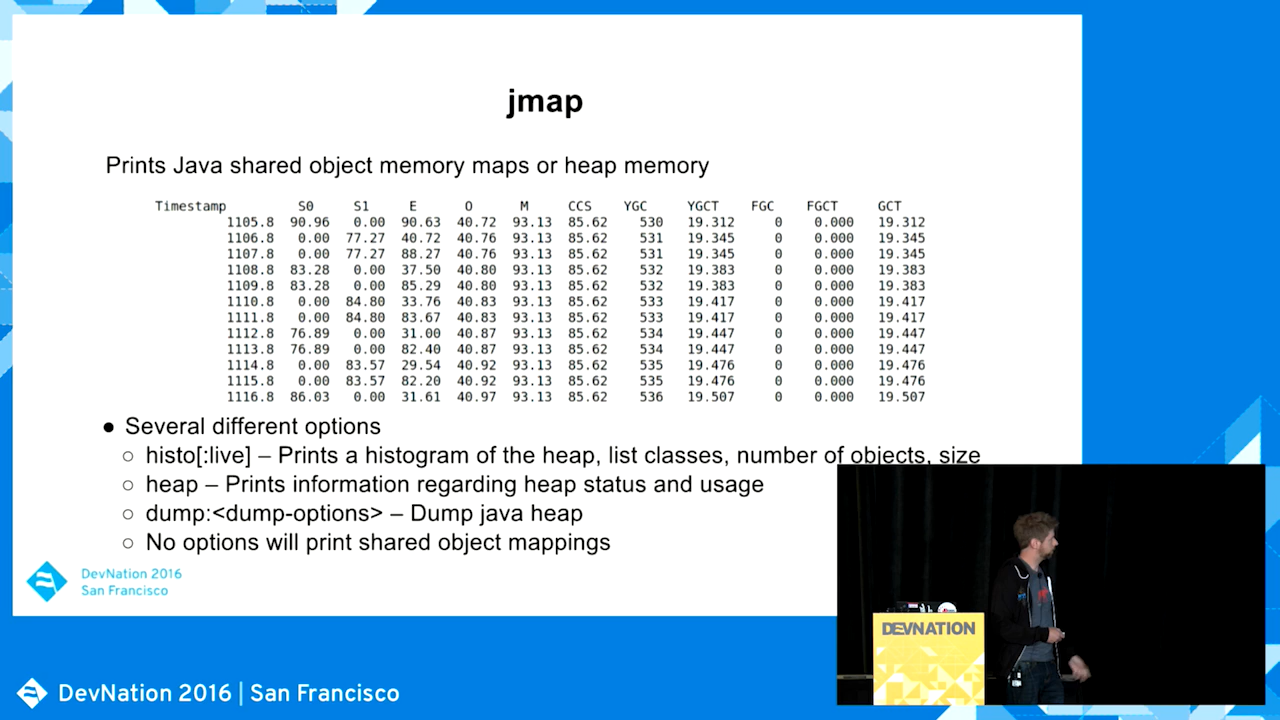 jmap
Prints Java shared object memory maps or heap memory
Timestamp S0 S1 E O M CCS YGC YGCT FGC FGCT GCT
1105.8 90.96 0.00 90.63 40.72 93.13 85.62 530 19.312 0 0.000 19.312
1106.8 0.00 77.27 40.72 40.76 93.13 85.62 531 19.345 0 0.000 19.345
1107.8 0.00 77.27 88.27 40.76 93.13 85.62 531 19.345 0 0.000 19.345
1108.8 83.28 0.00 37.50 40.80 93.13 85.62 532 19.383 0 0.000 19.383
1109.8 83.28 0.00 85.29 40.80 93.13 85.62 532 19.383 0 0.000 19.383
1110.8 0.00 84.80 33.76 40.83 93.13 85.62 533 19.417 0 0.000 19.417
1111.8 0.00 84.80 83.67 40.83 93.13 85.62 533 19.417 0 0.000 19.417
1112.8 76.89 0.00 31.00 40.87 93.13 85.62 534 19.447 0 0.000 19.447
1113.8 76.89 0.00 82.40 40.87 93.13 85.62 534 19.447 0 0.000 19.447
1114.8 0.00 83.57 29.54 40.92 93.13 85.62 535 19.476 0 0.000 19.476
1115.8 0.00 83.57 82.20 40.92 93.13 85.62 535 19.476 0 0.000 19.476
1116.8 86.03 0.00 31.61 40.97 93.13 85.62 536 19.507 0 0.000 19.507
● Several different options
○ histo[:live] – Prints a histogram of the heap, list classes, number of objects, size
○ heap – Prints information regarding heap status and usage
○ dump:<dump-options> – Dump java heap
○ No options will print shared object mappings
DevNation 2016
San Francisco
DEVNATION
DevNation 2016 | San Francisco